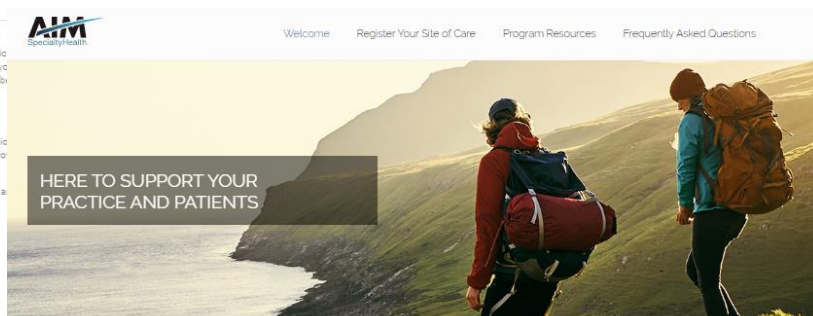 AIM
SpecialtyHealth.
Welcome Register Your Site of Care Program Resources Frequently Asked Questions
HERE TO SUPPORT YOUR
PRACTICE AND PATIENTS